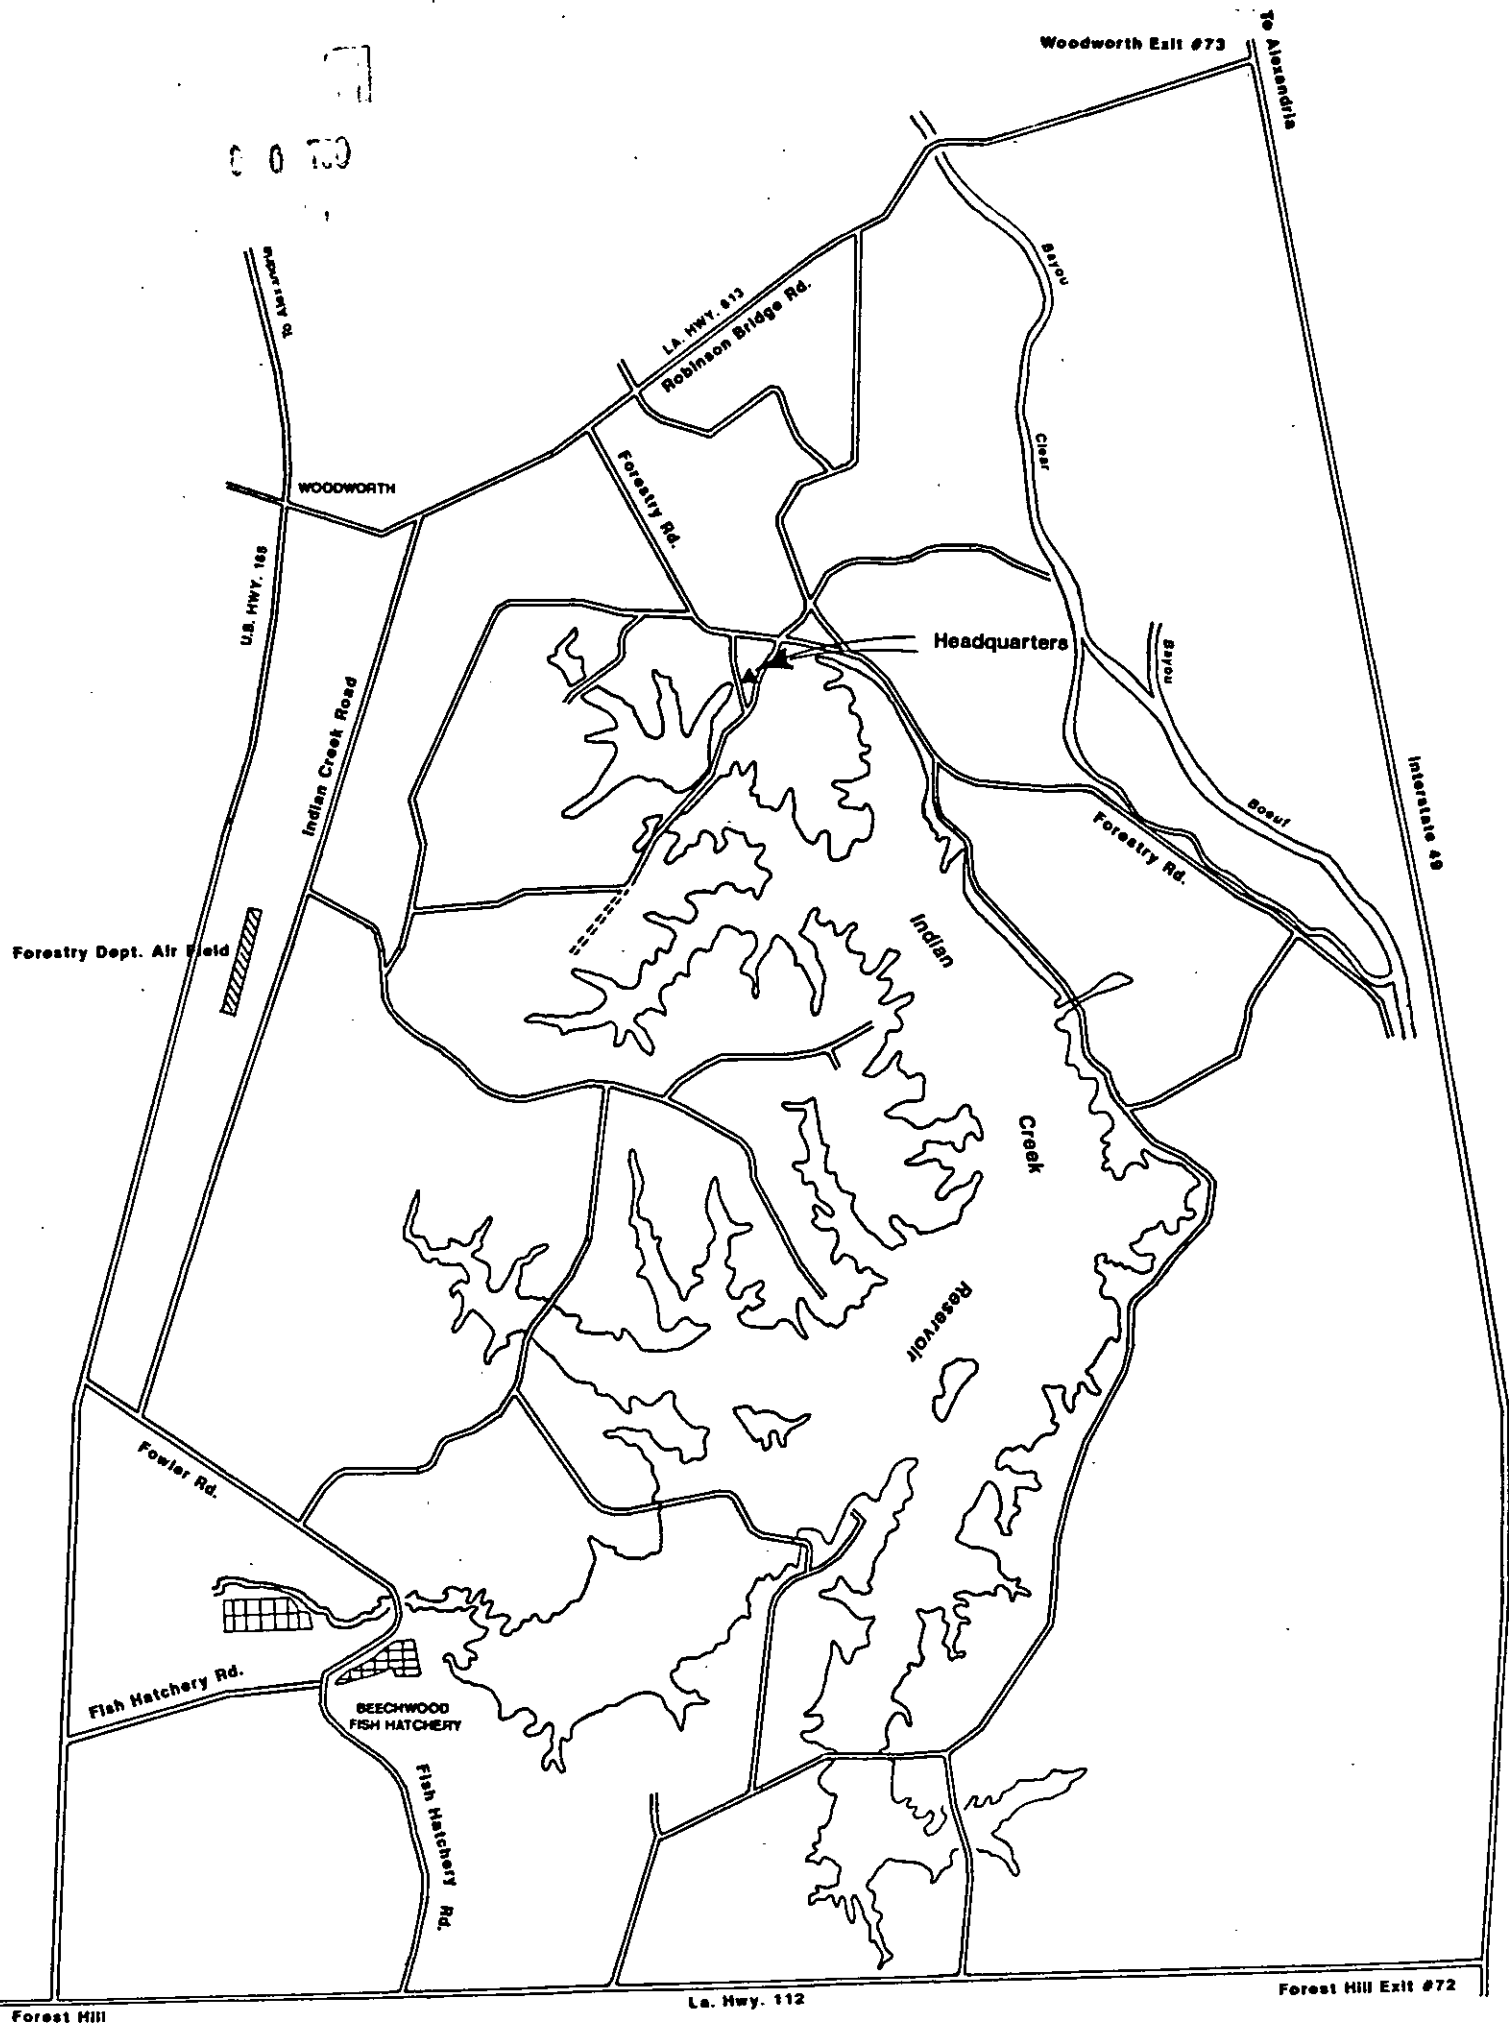 Woodworth Exit #73
To Alexandria
To Alexandria
Bayou
LA. HWY. 613
Robinson Bridge Rd.
Clear
WOODWORTH
Forestry Rd.
U.S. HWY. 165
Headquarters
Bayou
Indian Creek Road
Interstate 49
Boeuf
Forestry Rd.
Forestry Dept. Air Field
Indian
Creek
Reservoir
Fowler Rd.
Fish Hatchery Rd.
BEECHWOOD
FISH HATCHERY
Fish Hatchery Rd.
La. Hwy. 112
Forest Hill Exit #72
Forest Hill